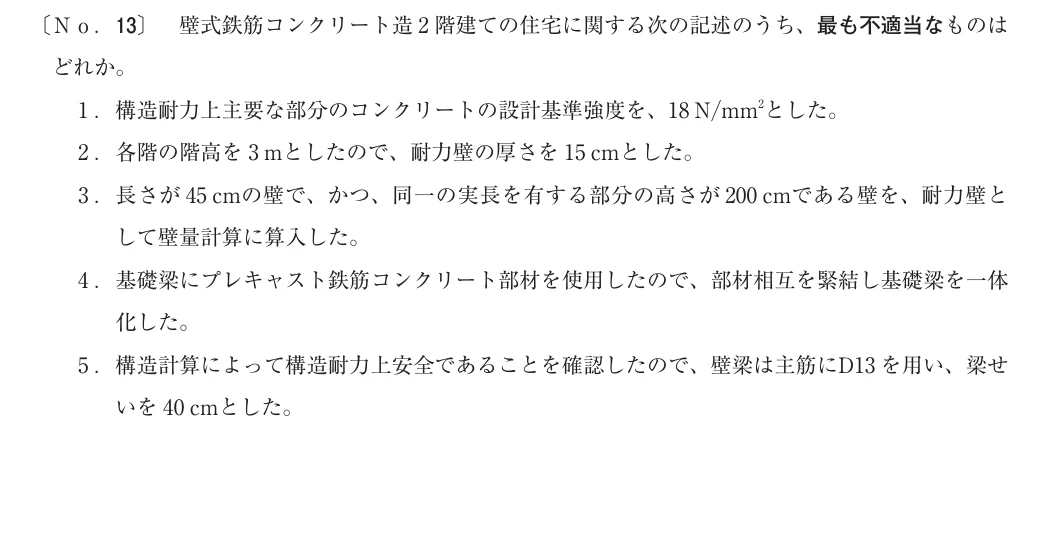 〔Ｎｏ．13〕　壁式鉄筋コンクリート造２階建ての住宅に関する次の記述のうち、最も不適当なものは
どれか。
１．構造耐力上主要な部分のコンクリートの設計基準強度を、18 N/mm²とした。
２．各階の階高を３mとしたので、耐力壁の厚さを 15 cmとした。
３．長さが 45 cmの壁で、かつ、同一の実長を有する部分の高さが 200 cmである壁を、耐力壁と
して壁量計算に算入した。
４．基礎梁にプレキャスト鉄筋コンクリート部材を使用したので、部材相互を緊結し基礎梁を一体
化した。
５．構造計算によって構造耐力上安全であることを確認したので、壁梁は主筋にD13 を用い、梁せ
いを 40 cmとした。